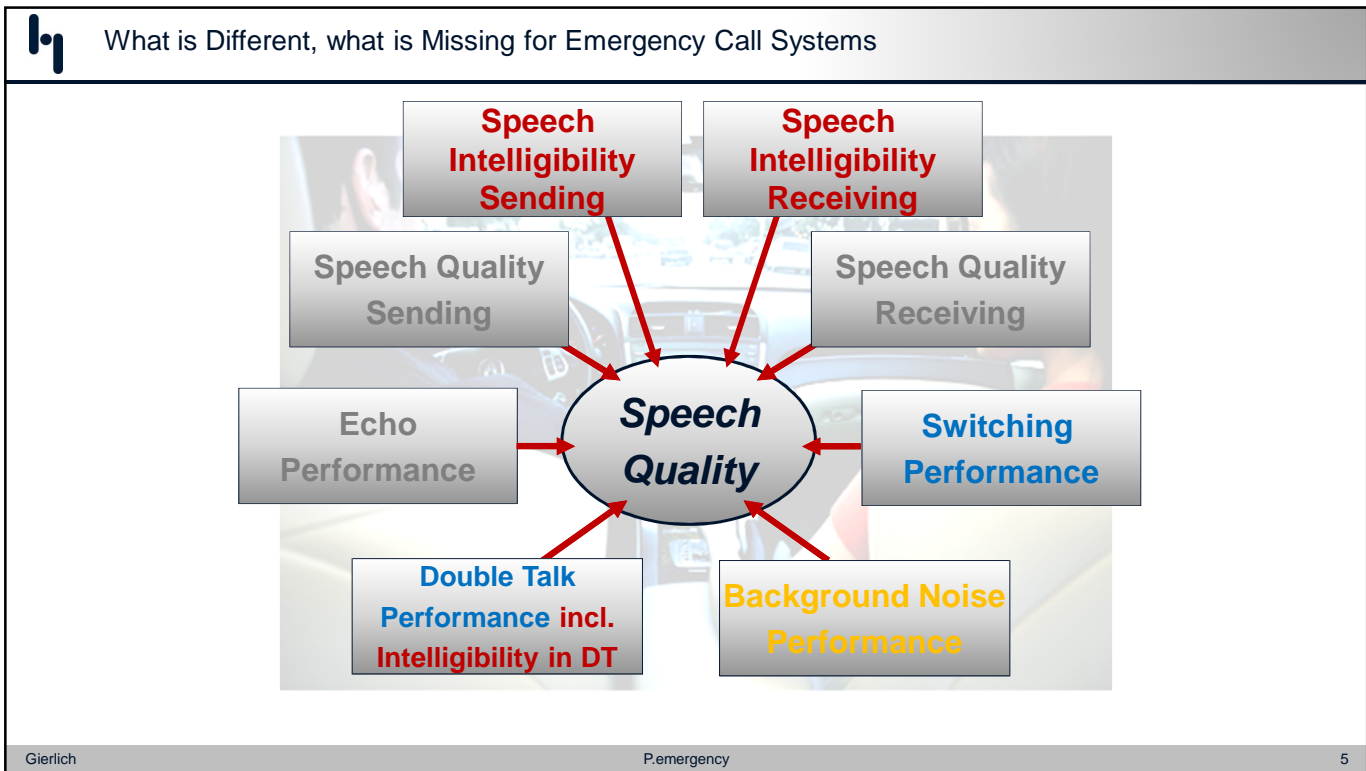 What is Different, what is Missing for Emergency Call Systems
Speech
Intelligibility
Sending
Speech
Intelligibility
Receiving
Speech Quality
Sending
Speech Quality
Receiving
Echo
Performance
Speech
Quality
Switching
Performance
Double Talk
Performance incl.
Intelligibility in DT
Background Noise
Performance
Gierlich
P.emergency
5